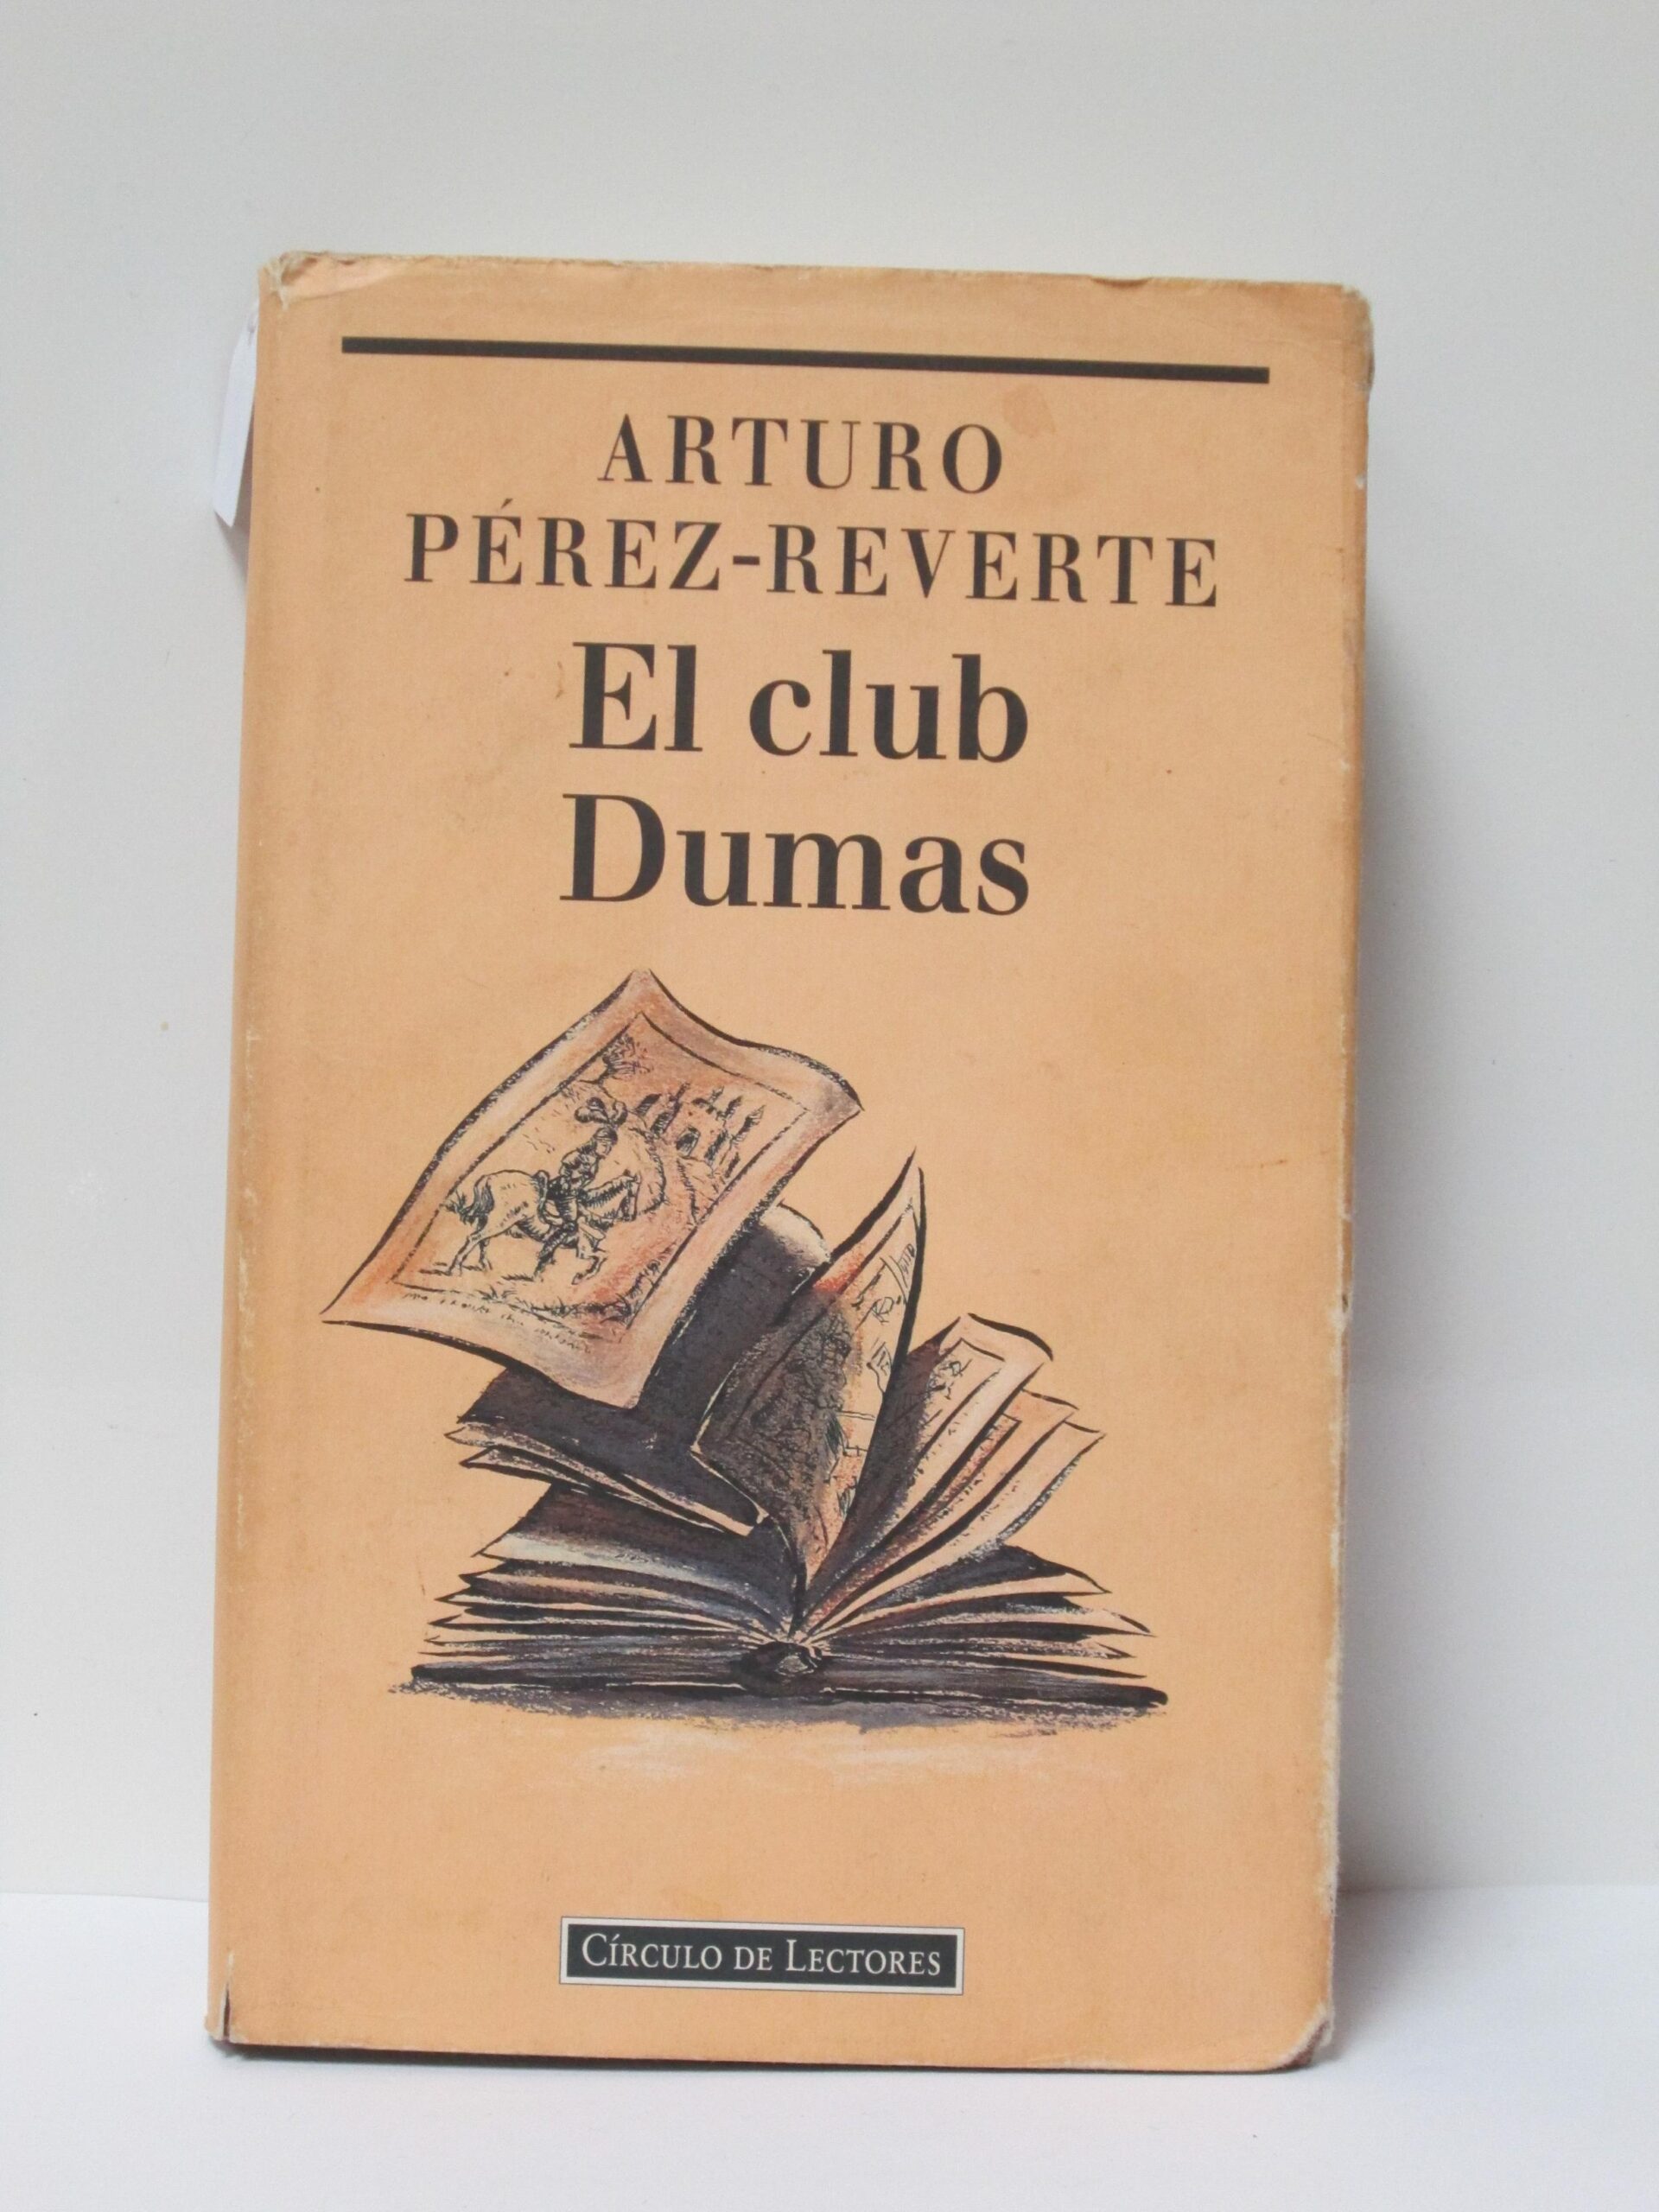 ARTURO
PÉREZ-REVERTE
El club
Dumas
CÍRCULO DE LECTORES